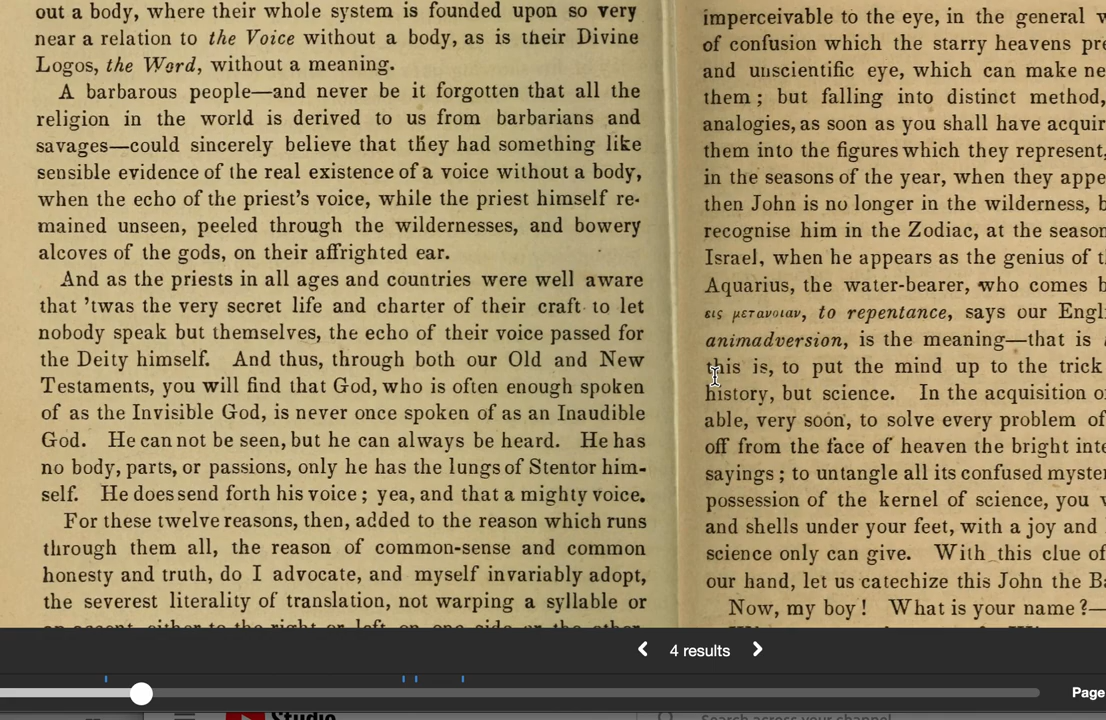 out a body, where their whole system is founded upon so very
near a relation to the Voice without a body, as is their Divine
Logos, the Word, without a meaning.
A barbarous people—and never be it forgotten that all the
religion in the world is derived to us from barbarians and
savages—could sincerely believe that they had something like
sensible evidence of the real existence of a voice without a body,
when the echo of the priest's voice, while the priest himself re-
mained unseen, peeled through the wildernesses, and bowery
alcoves of the gods, on their affrighted ear.
And as the priests in all ages and countries were well aware
that 'twas the very secret life and charter of their craft to let
nobody speak but themselves, the echo of their voice passed for
the Deity himself. And thus, through both our Old and New
Testaments, you will find that God, who is often enough spoken
of as the Invisible God, is never once spoken of as an Inaudible
God. He can not be seen, but he can always be heard. He has
no body, parts, or passions, only he has the lungs of Stentor him-
self. He does send forth his voice; yea, and that a mighty voice.
For these twelve reasons, then, added to the reason which runs
through them all, the reason of common-sense and common
honesty and truth, do I advocate, and myself invariably adopt,
the severest literality of translation, not warping a syllable or
an accent, either to the right or left, on one side or the other
imperceivable to the eye, in the general
of confusion which the starry heavens
and unscientific eye, which can make
them; but falling into distinct method,
analogies, as soon as you shall have
them into the figures which they represent,
in the seasons of the year, when they
then John is no longer in the wilderness,
recognise him in the Zodiac, at the
Israel, when he appears as the genius of
Aquarius, the water-bearer, who comes
εις μετανοιαν, to repentance, says our
animadversion, is the meaning—that is
this is, to put the mind up to the trick
history, but science. In the acquisition
able, very soon, to solve every problem of
off from the face of heaven the bright
sayings; to untangle all its confused
possession of the kernel of science, you
and shells under your feet, with a joy and
science only can give. With this clue of
our hand, let us catechize this John the
Now, my boy! What is your name?—
4 results
Page
Studio
Search across your channel